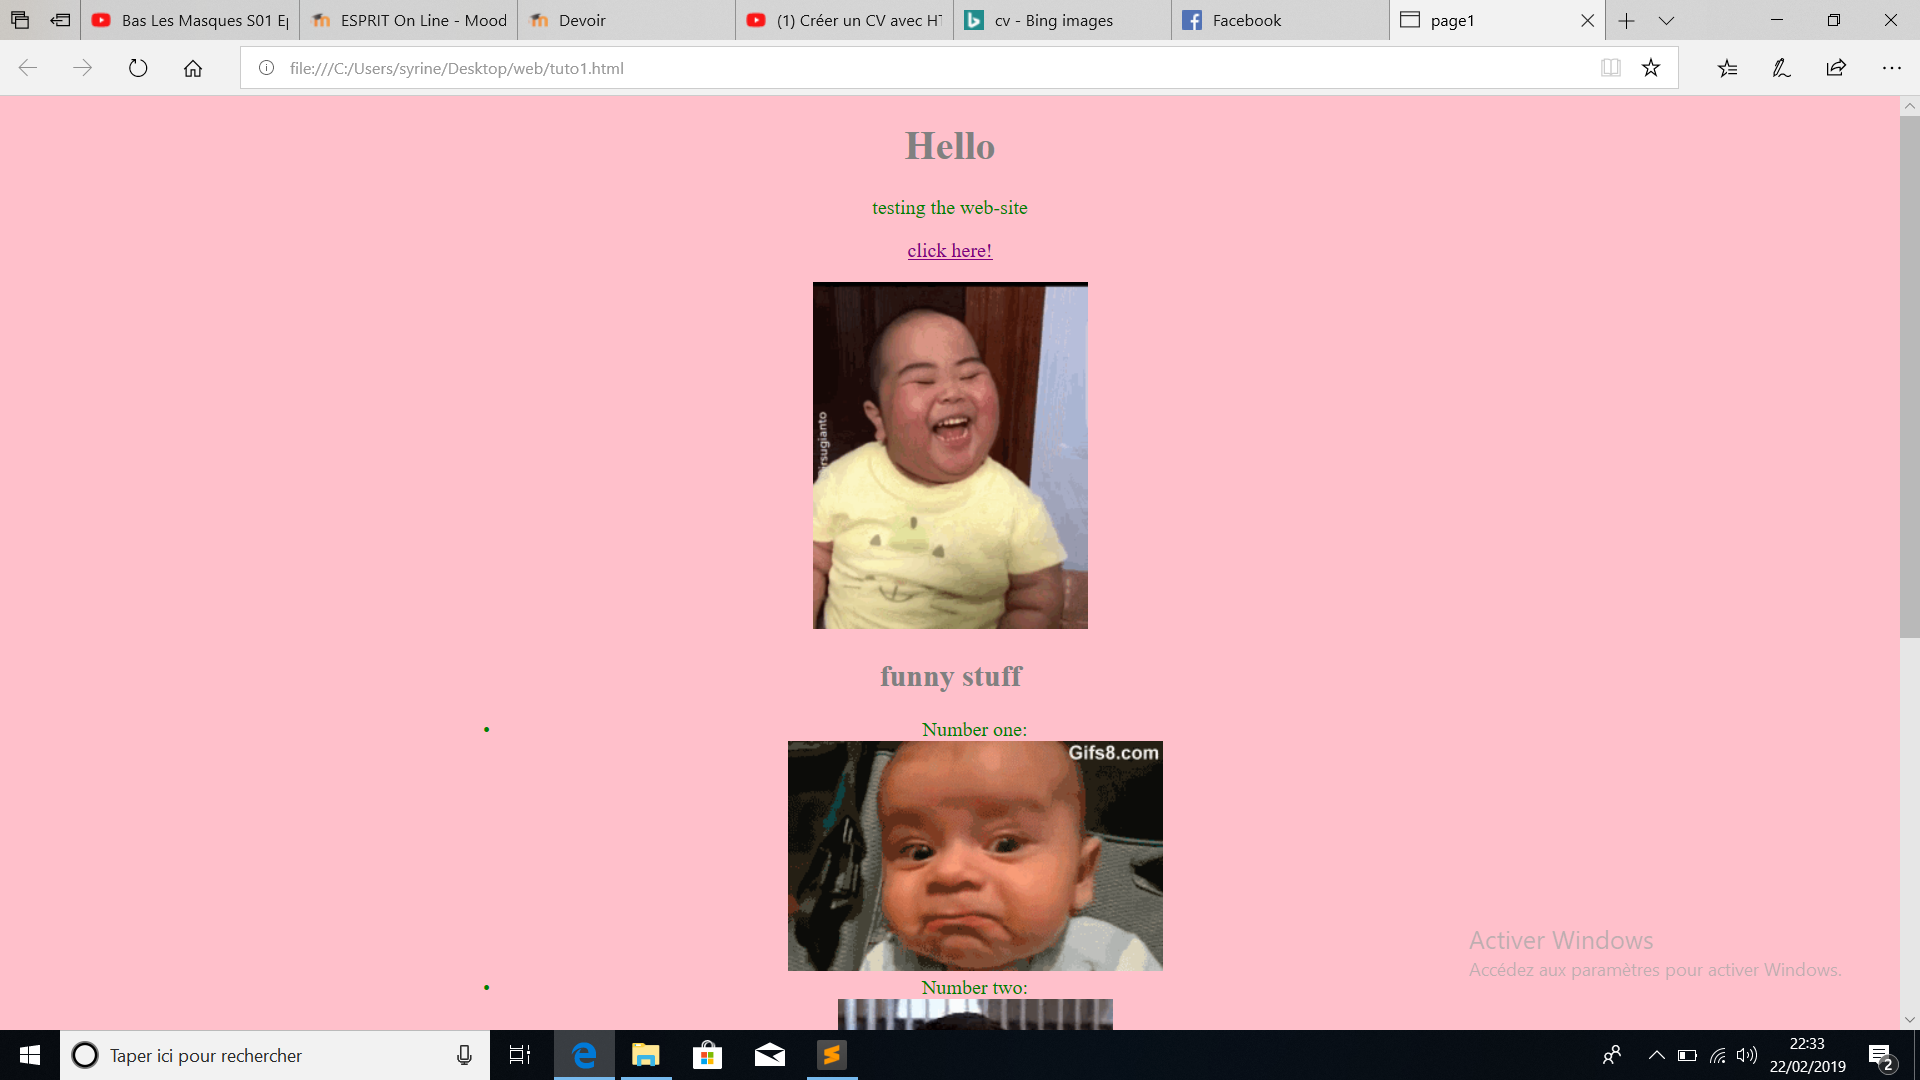 Bas Les Masques S01 Ep
ESPRIT On Line - Mood
Devoir
(1) Créer un CV avec HT
cv - Bing images
Facebook
page1
file:///C:/Users/syrine/Desktop/web/tuto1.html
Hello
testing the web-site
click here!
funny stuff
• Number one:
Gifs8.com
• Number two:
Activer Windows
Accédez aux paramètres pour activer Windows.
Taper ici pour rechercher
22:33
22/02/2019
2